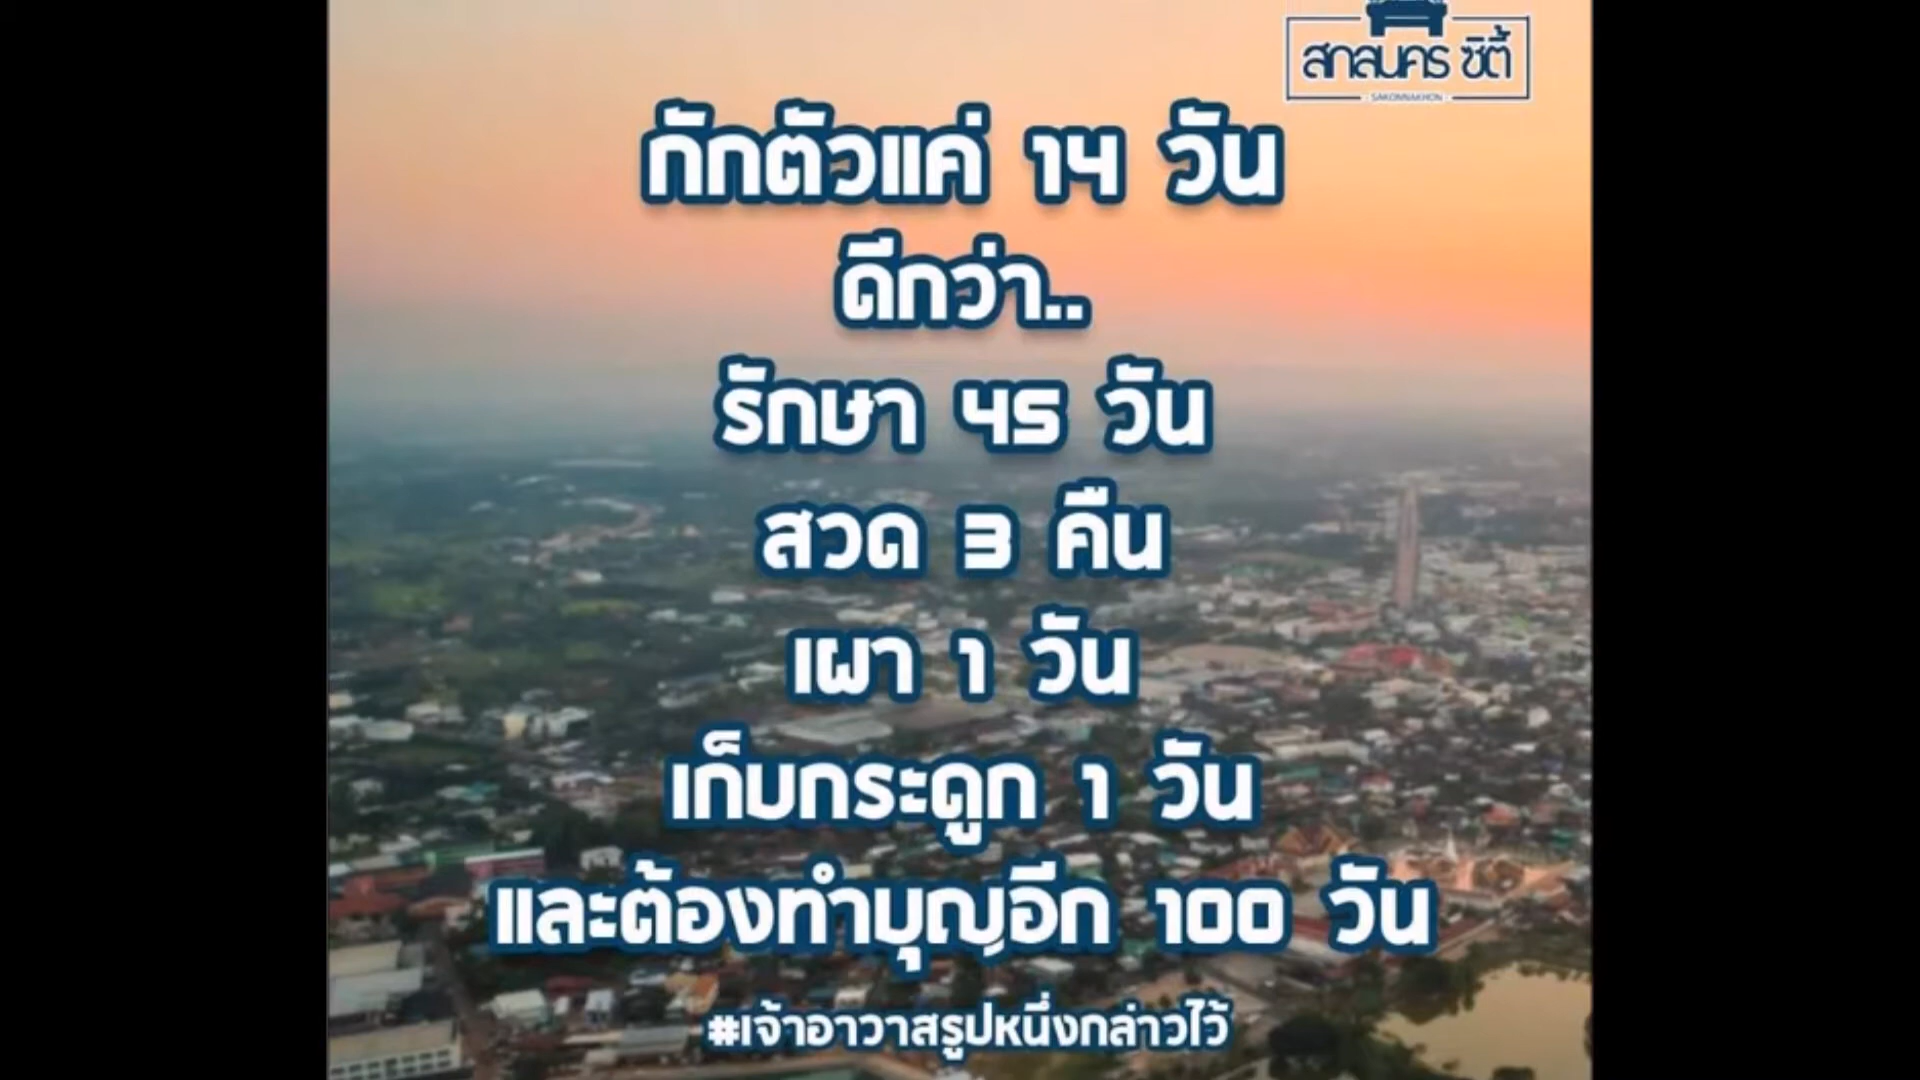 สกลนคร ซิตี้
SAKONNAKHON
กักตัวแค่ 14 วัน
ดีกว่า..
รักษา 45 วัน
สวด 3 คืน
เผา 1 วัน
เก็บกระดูก 1 วัน
และต้องทำบุญอีก 100 วัน
#เจ้าอาวาสรูปหนึ่งกล่าวไว้